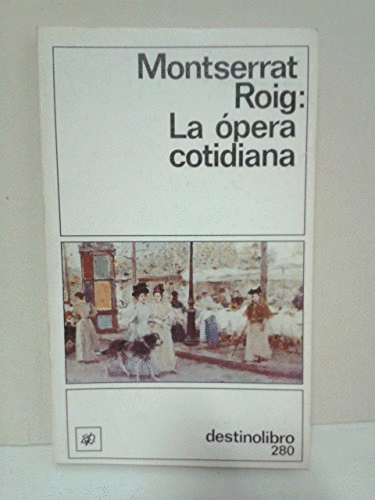 Montserrat
Roig:
La ópera
cotidiana
destinolibro
280